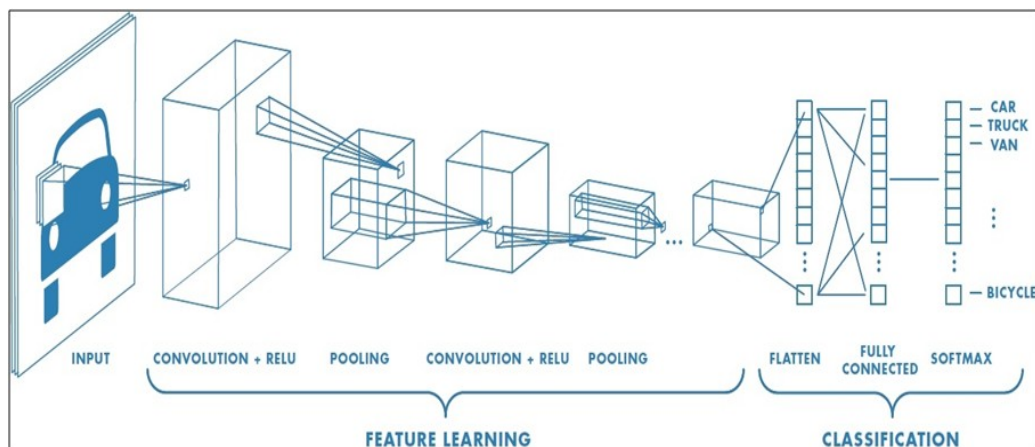 CAR
TRUCK
VAN
BICYCLE
INPUT
CONVOLUTION + RELU
POOLING
CONVOLUTION + RELU
POOLING
FLATTEN
FULLY
CONNECTED
SOFTMAX
FEATURE LEARNING
CLASSIFICATION